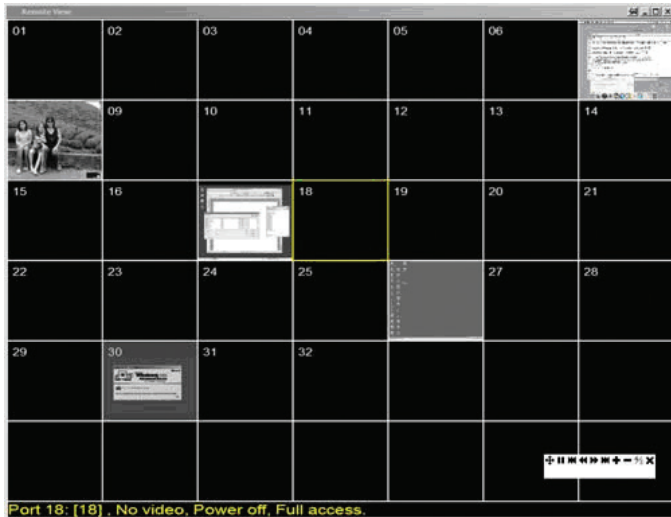 Remote View
01 02 03 04 05 06
09 10 11 12 13 14
15 16 18 19 20 21
22 23 24 25 27 28
29 30 31 32
Port 18: [18] , No video, Power off, Full access.